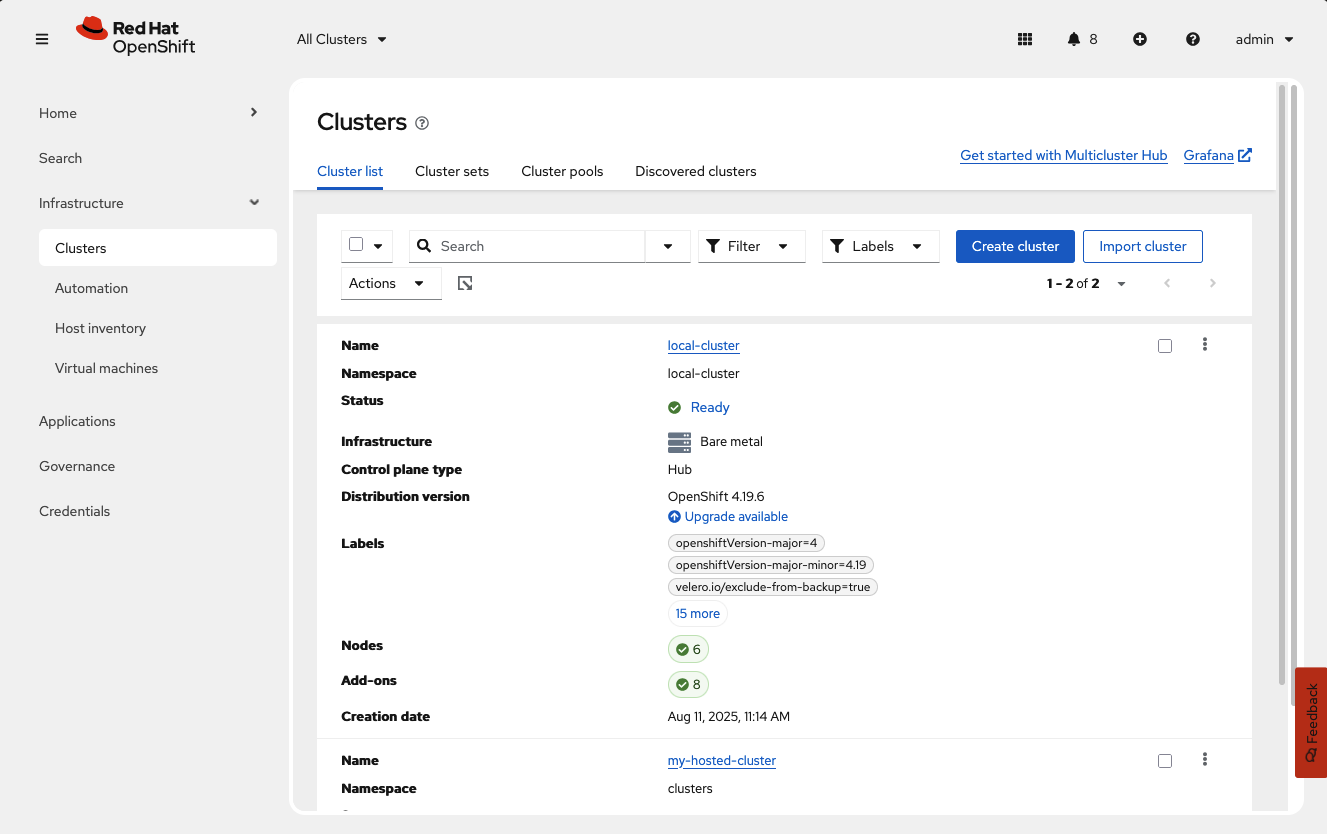 Red Hat
OpenShift
All Clusters
8
admin
Home
Search
Infrastructure
Clusters
Automation
Host inventory
Virtual machines
Applications
Governance
Credentials
Clusters
Get started with Multicluster Hub
Grafana
Cluster list
Cluster sets
Cluster pools
Discovered clusters
Search
Filter
Labels
Create cluster
Import cluster
Actions
1 - 2 of 2
Name
local-cluster
Namespace
local-cluster
Status
Ready
Infrastructure
Bare metal
Control plane type
Hub
Distribution version
OpenShift 4.19.6
Upgrade available
Labels
openshiftVersion-major=4
openshiftVersion-major-minor=4.19
velero.io/exclude-from-backup=true
15 more
Nodes
6
Add-ons
8
Creation date
Aug 11, 2025, 11:14 AM
Name
my-hosted-cluster
Namespace
clusters
Feedback